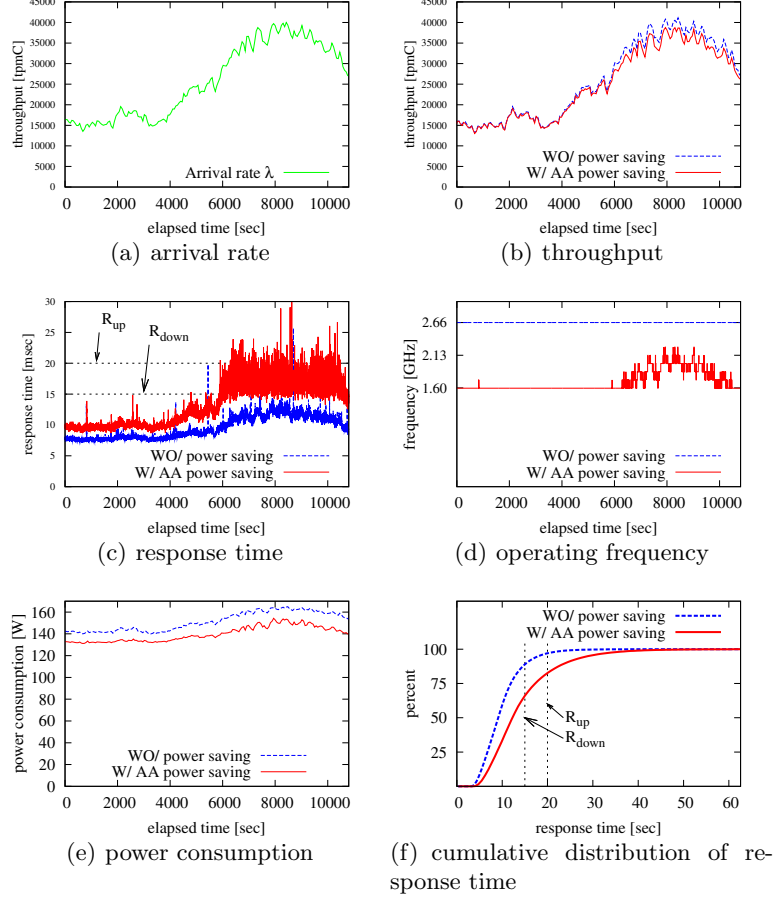 45000
40000
35000
30000
25000
20000
15000
10000
5000
0
throughput [tpmC]
Arrival rate λ
0 2000 4000 6000 8000 10000
elapsed time [sec]
(a) arrival rate
45000
40000
35000
30000
25000
20000
15000
10000
5000
0
throughput [tpmC]
WO/ power saving
W/ AA power saving
0 2000 4000 6000 8000 10000
elapsed time [sec]
(b) throughput
30
25
20
15
10
5
0
response time [msec]
R_up
R_down
WO/ power saving
W/ AA power saving
0 2000 4000 6000 8000 10000
elapsed time [sec]
(c) response time
2.66
2.13
1.60
frequency [GHz]
WO/ power saving
W/ AA power saving
0 2000 4000 6000 8000 10000
elapsed time [sec]
(d) operating frequency
160
140
120
100
80
60
40
20
0
power consumption [W]
WO/ power saving
W/ AA power saving
0 2000 4000 6000 8000 10000
elapsed time [sec]
(e) power consumption
WO/ power saving
W/ AA power saving
100
75
50
25
percent
R_up
R_down
0 10 20 30 40 50 60
response time [sec]
(f) cumulative distribution of re-
sponse time